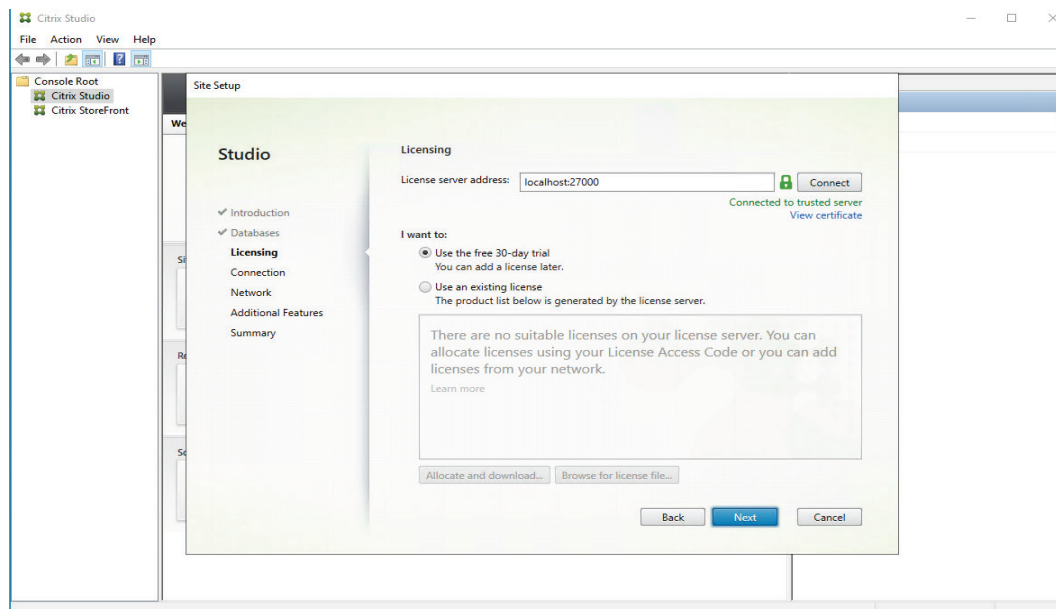 Citrix Studio
File Action View Help
Console Root
Citrix Studio
Citrix StoreFront
Site Setup
Studio
Introduction
Databases
Licensing
Connection
Network
Additional Features
Summary
Licensing
License server address: localhost:27000 Connect
Connected to trusted server
View certificate
I want to:
Use the free 30-day trial
You can add a license later.
Use an existing license
The product list below is generated by the license server.
There are no suitable licenses on your license server. You can
allocate licenses using your License Access Code or you can add
licenses from your network.
Learn more
Allocate and download... Browse for license file...
Back Next Cancel